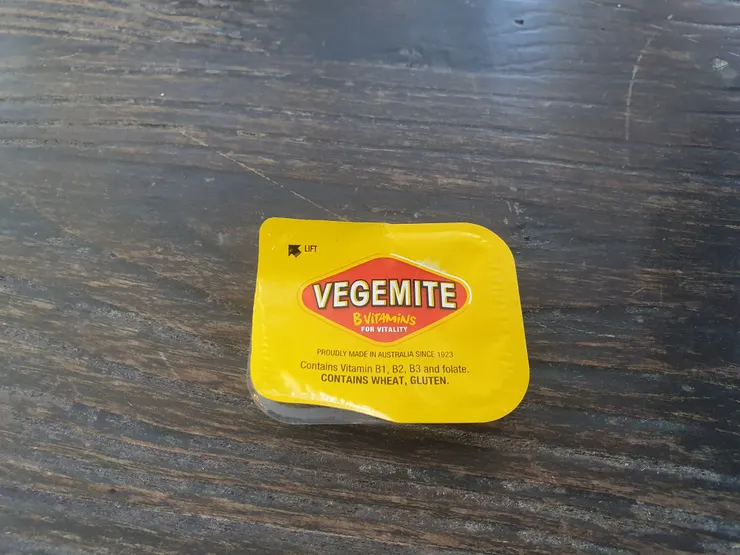 LIFT
VEGEMITE
B VITAMINS
FOR VITALITY
PROUDLY MADE IN AUSTRALIA SINCE 1923
Contains Vitamin B1, B2, B3 and folate.
CONTAINS WHEAT, GLUTEN.